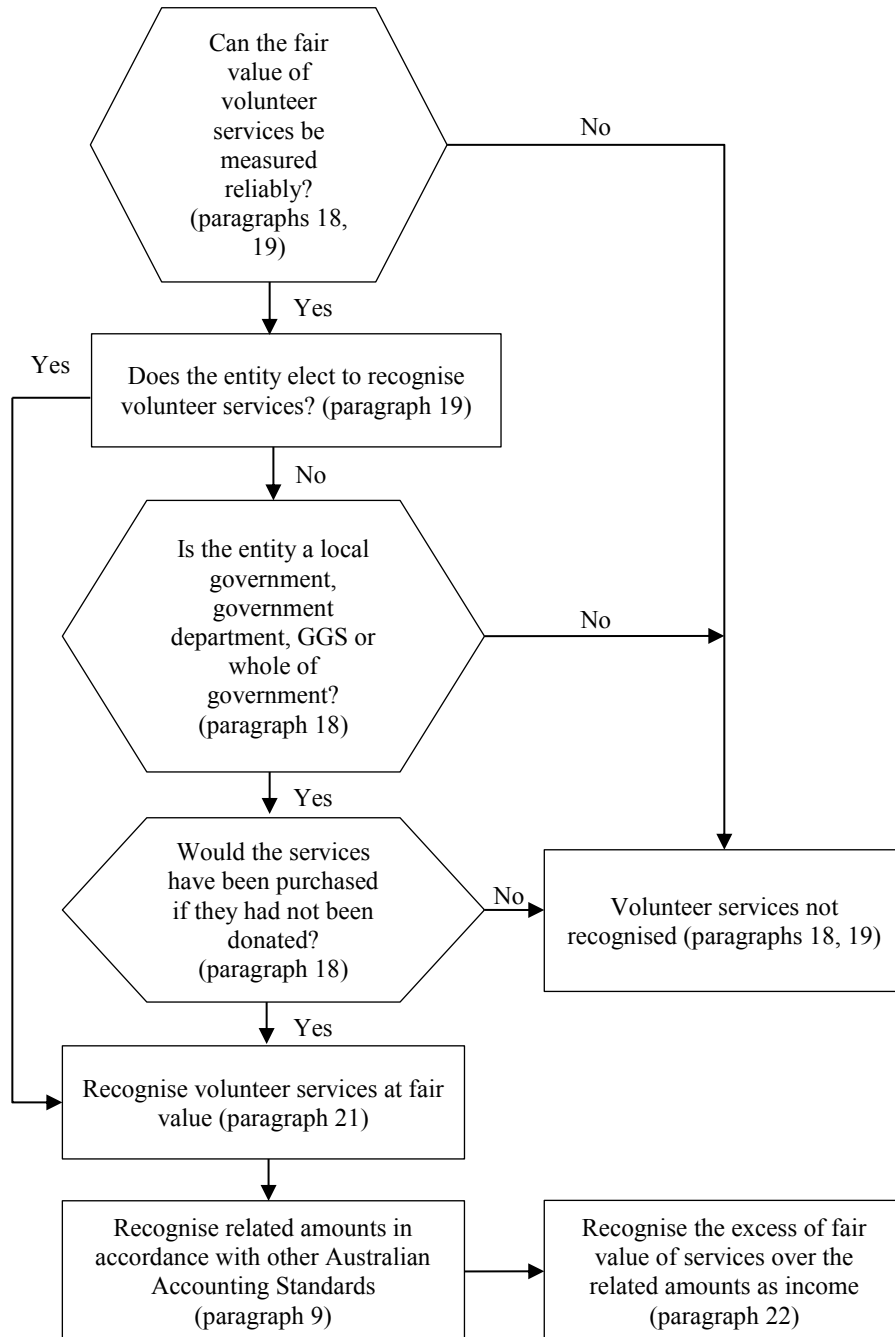 Can the fair
value of
volunteer
services be
measured
reliably?
(paragraphs 18,
19)
No
Yes
Yes
Does the entity elect to recognise
volunteer services? (paragraph 19)
No
Is the entity a local
government,
government
department, GGS or
whole of
government?
(paragraph 18)
No
Yes
Would the services
have been purchased
if they had not been
donated?
(paragraph 18)
No
Volunteer services not
recognised (paragraphs 18, 19)
Yes
Recognise volunteer services at fair
value (paragraph 21)
Recognise related amounts in
accordance with other Australian
Accounting Standards
(paragraph 9)
Recognise the excess of fair
value of services over the
related amounts as income
(paragraph 22)